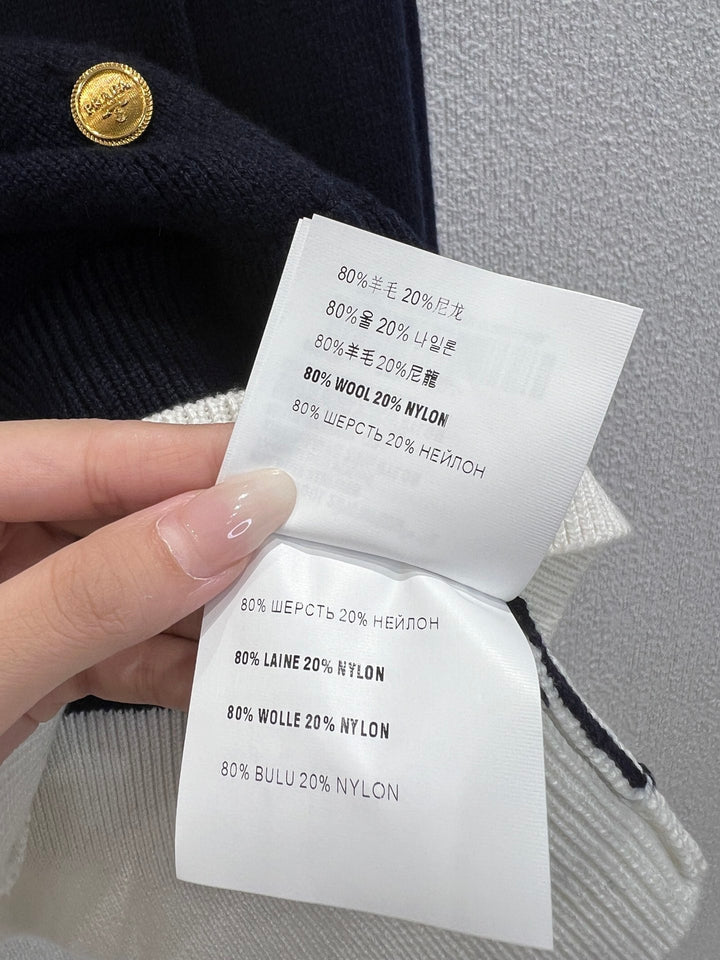 PRADA
80%羊毛 20%尼龙
80%울 20% 나일론
80%羊毛 20%尼龍
80% WOOL 20% NYLON
80% ШЕРСТЬ 20% НЕЙЛОН
80% ШЕРСТЬ 20% НЕЙЛОН
80% LAINE 20% NYLON
80% WOLLE 20% NYLON
80% BULU 20% NYLON